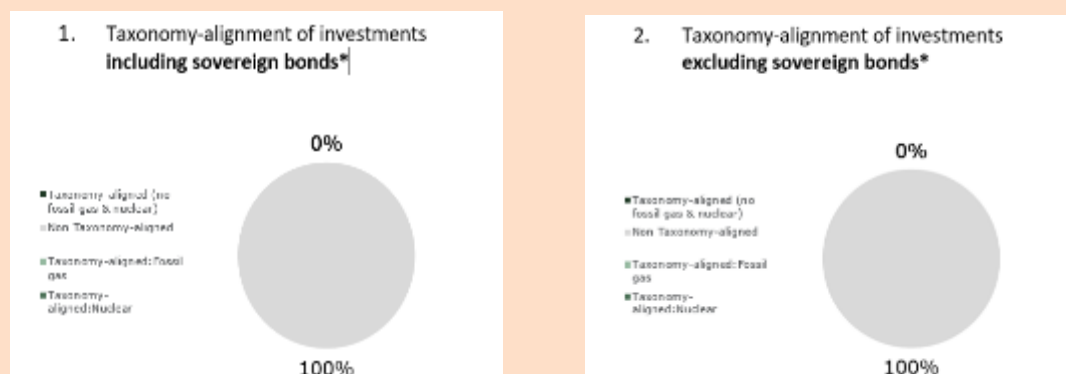 1. Taxonomy-alignment of investments
including sovereign bonds*
0%
Taxonomy-aligned (no
fossil gas & nuclear)
Non Taxonomy-aligned
Taxonomy-aligned: Fossil
gas
Taxonomy-
aligned:Nuclear
100%
2. Taxonomy-alignment of investments
excluding sovereign bonds*
0%
Taxonomy-aligned (no
fossil gas & nuclear)
Non Taxonomy-aligned
Taxonomy-aligned: Fossil
gas
Taxonomy-
aligned:Nuclear
100%